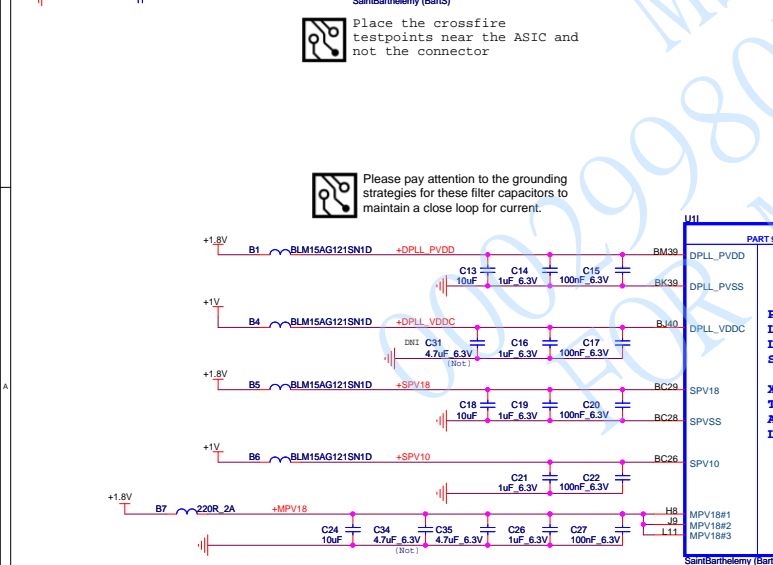 SaintBarthelemy (BartS)
Place the crossfire
testpoints near the ASIC and
not the connector
Please pay attention to the grounding
strategies for these filter capacitors to
maintain a close loop for current.
U1I
PART 9
+1.8V
B1 BLM15AG121SN1D +DPLL_PVDD BM39 DPLL_PVDD
C13 C14 C15
10uF 1uF_6.3V 100nF_6.3V
BK39 DPLL_PVSS
+1V
B4 BLM15AG121SN1D +DPLL_VDDC BJ40 DPLL_VDDC
DNI C31 C16 C17
4.7uF_6.3V 1uF_6.3V 100nF_6.3V
(Not)
A
+1.8V
B5 BLM15AG121SN1D +SPV18 BC29 SPV18
C18 C19 C20
10uF 1uF_6.3V 100nF_6.3V
BC28 SPVSS
+1V
B6 BLM15AG121SN1D +SPV10 BC26 SPV10
C21 C22
1uF_6.3V 100nF_6.3V
+1.8V
B7 220R_2A +MPV18 H8 MPV18#1
J9 MPV18#2
L11 MPV18#3
C24 C34 C35 C26 C27
10uF 4.7uF_6.3V 4.7uF_6.3V 1uF_6.3V 100nF_6.3V
(Not)
SaintBarthelemy (Bart
0002998
FOR